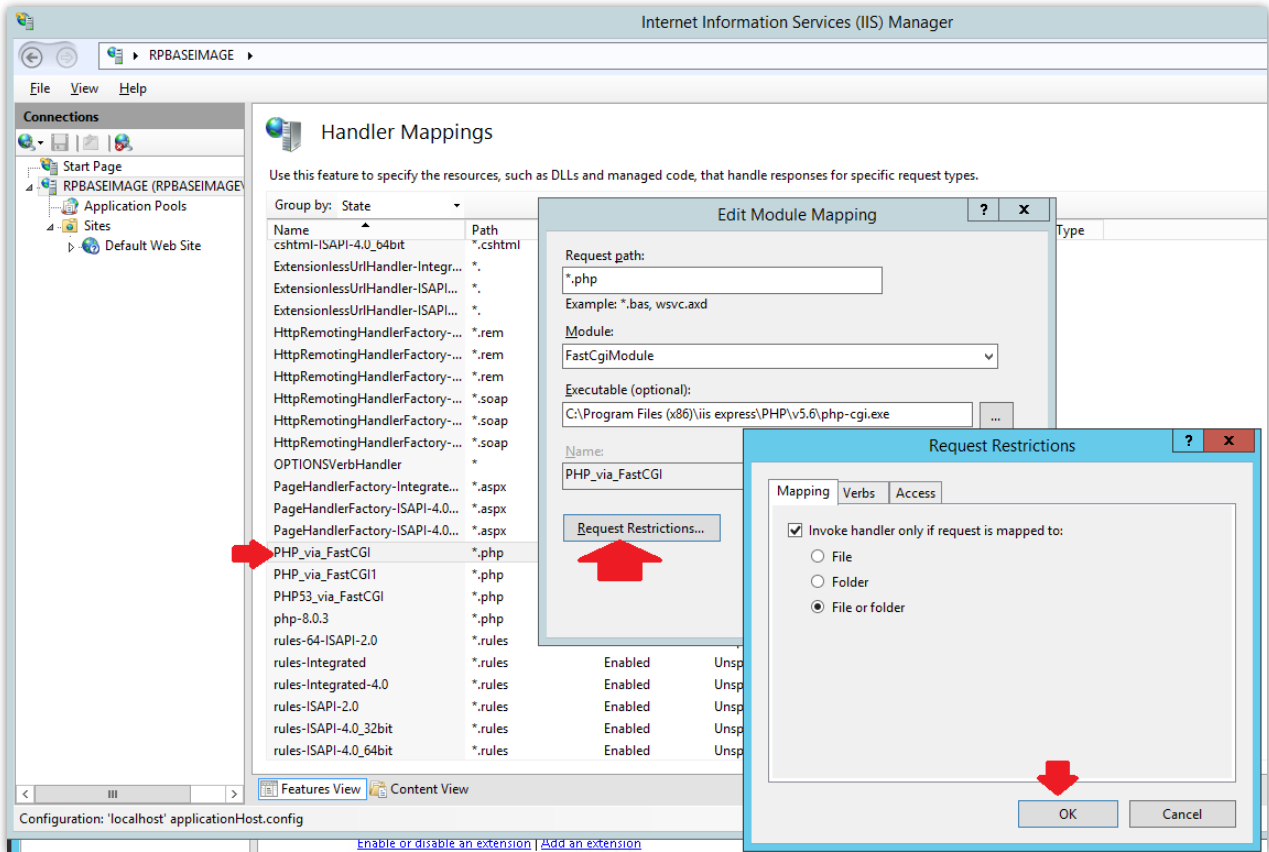 Internet Information Services (IIS) Manager
RPBASEIMAGE
File View Help
Connections
Start Page
RPBASEIMAGE (RPBASEIMAGE\
Application Pools
Sites
Default Web Site
Handler Mappings
Use this feature to specify the resources, such as DLLs and managed code, that handle responses for specific request types.
Group by: State
Name Path Type
cshtml-ISAPI-4.0_64bit *.cshtml
ExtensionlessUrlHandler-Integr... *.
ExtensionlessUrlHandler-ISAPI... *.
ExtensionlessUrlHandler-ISAPI... *.
HttpRemotingHandlerFactory-... *.rem
HttpRemotingHandlerFactory-... *.rem
HttpRemotingHandlerFactory-... *.rem
HttpRemotingHandlerFactory-... *.soap
HttpRemotingHandlerFactory-... *.soap
HttpRemotingHandlerFactory-... *.soap
OPTIONSVerbHandler *
PageHandlerFactory-Integrate... *.aspx
PageHandlerFactory-ISAPI-4.0... *.aspx
PageHandlerFactory-ISAPI-4.0... *.aspx
PHP_via_FastCGI *.php
PHP_via_FastCGI1 *.php
PHP53_via_FastCGI *.php
php-8.0.3 *.php
rules-64-ISAPI-2.0 *.rules
rules-Integrated *.rules Enabled Unsp
rules-Integrated-4.0 *.rules Enabled Unsp
rules-ISAPI-2.0 *.rules Enabled Unsp
rules-ISAPI-4.0_32bit *.rules Enabled Unsp
rules-ISAPI-4.0_64bit *.rules Enabled Unsp
Features View Content View
Configuration: 'localhost' applicationHost.config
Enable or disable an extension | Add an extension
Edit Module Mapping ? x
Request path:
*.php
Example: *.bas, wsvc.axd
Module:
FastCgiModule
Executable (optional):
C:\Program Files (x86)\iis express\PHP\v5.6\php-cgi.exe
...
Name:
PHP_via_FastCGI
Request Restrictions...
Request Restrictions ? x
Mapping Verbs Access
Invoke handler only if request is mapped to:
File
Folder
File or folder
OK Cancel